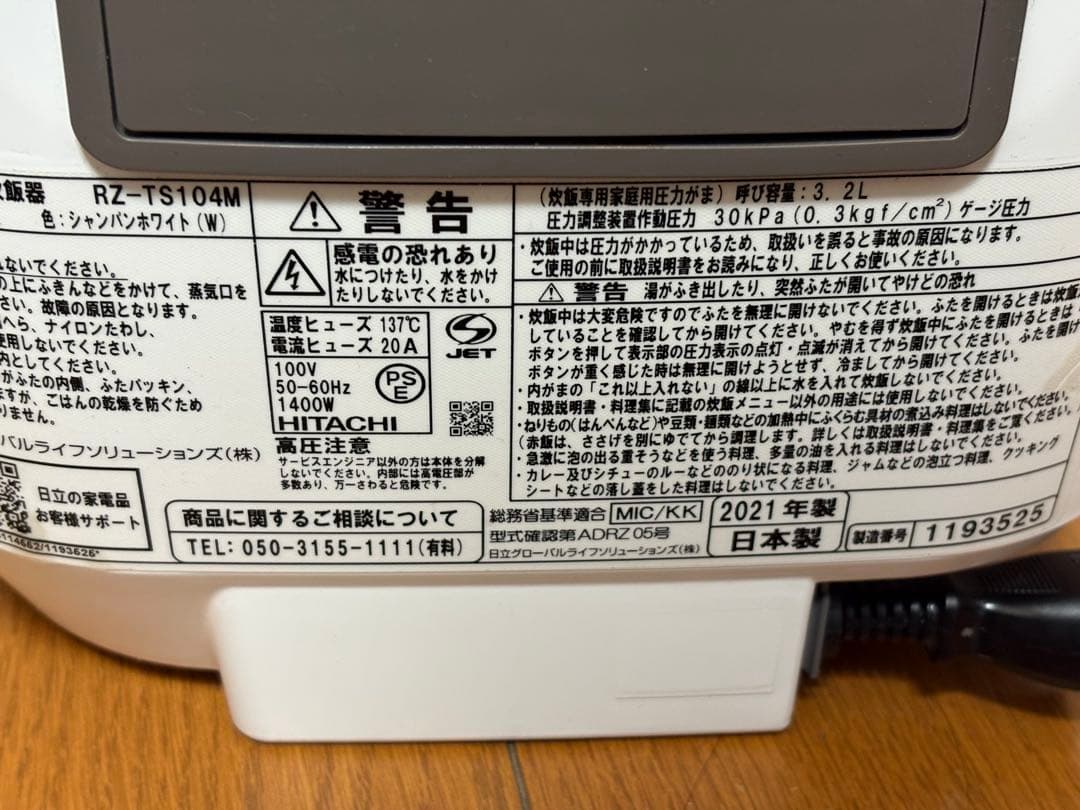 炊飯器 RZ-TS104M
色:シャンパンホワイト(W)
ないでください。
の上にふきんなどをかけて、蒸気口を
さい。故障の原因となります。
へら、ナイロンたわし、
使用しないでください。
内としてください。
がふたの内側、ふたパッキン、
ますが、ごはんの乾燥を防ぐため
りません。
バルライフソリューションズ(株)
日立の家電品
お客様サポート
114552/1193525*
警告
感電の恐れあり
水につけたり、水をかけ
たりしないでください。
温度ヒューズ 137℃
電流ヒューズ 20A
JET
100V
50-60Hz
1400W
PSE
HITACHI
高圧注意
サービスエンジニア以外の方は本体を分解
しないでください。内部には高電圧部が
多数あり、万一さわると危険です。
(炊飯専用家庭用圧力がま) 呼び容量:3.2L
圧力調整装置作動圧力 30kPa(0.3kgf/cm²)ゲージ圧力
・炊飯中は圧力がかかっているため、取扱いを誤ると事故の原因になります。
ご使用の前に取扱説明書をお読みになり、正しくお使いください。
警告 湯がふき出したり、突然ふたが開いてやけどの恐れ
・炊飯中は大変危険ですのでふたを無理に開けないでください。ふたを開けるときは炊飯
していることを確認してから開けてください。やむを得ず炊飯中にふたを開けるときは
ボタンを押して表示部の圧力表示の点灯・点滅が消えてから開けてください。ふたを開け
ボタンが重く感じた時は無理に開けようとせず、冷ましてから開けてください。
・内がまの「これ以上入れない」の線以上に水を入れて炊飯しないでください。
・取扱説明書・料理集に記載の炊飯メニュー以外の用途には使用しないでください。
・ねりもの(はんぺんなど)や豆類・麺類などの加熱中にふくらむ具材の煮込み料理はしないでください。
(赤飯は、ささげを別にゆでてから調理します。詳しくは取扱説明書・料理集をご覧ください。)
・急激に泡の出る重そうなどを使う料理、多量の油を入れる料理はしないでください。
・カレー及びシチューのルーなどののり状になる料理、ジャムなどの泡立つ料理、クッキング
シートなどの落し蓋をした料理はしないでください。
商品に関するご相談について
TEL: 050-3155-1111(有料)
総務省基準適合 MIC/KK
型式確認第ADRZ05号
日立グローバルライフソリューションズ(株)
2021年製
日本製
製造番号 1193525